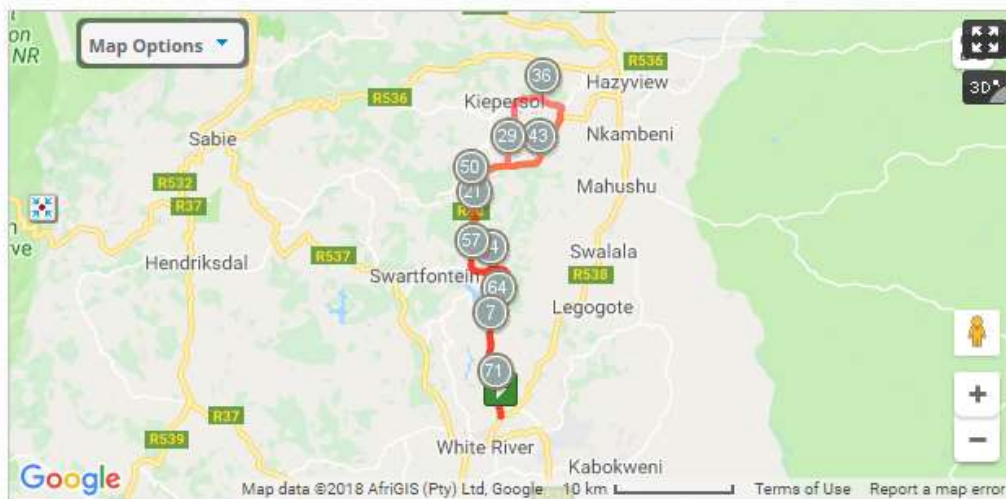 on
NR
Map Options
R536
36
Hazyview
3D
R536
Kiepersol
Sabie
29
43
Nkambeni
50
R532
21
Mahushu
R37
ve
57
4
Swalala
Hendriksdal
R537
Swartfontein
R538
64
7
Legogote
71
R37
R539
White River
Kabokweni
Google
Map data ©2018 AfriGIS (Pty) Ltd, Google
10 km
Terms of Use
Report a map error